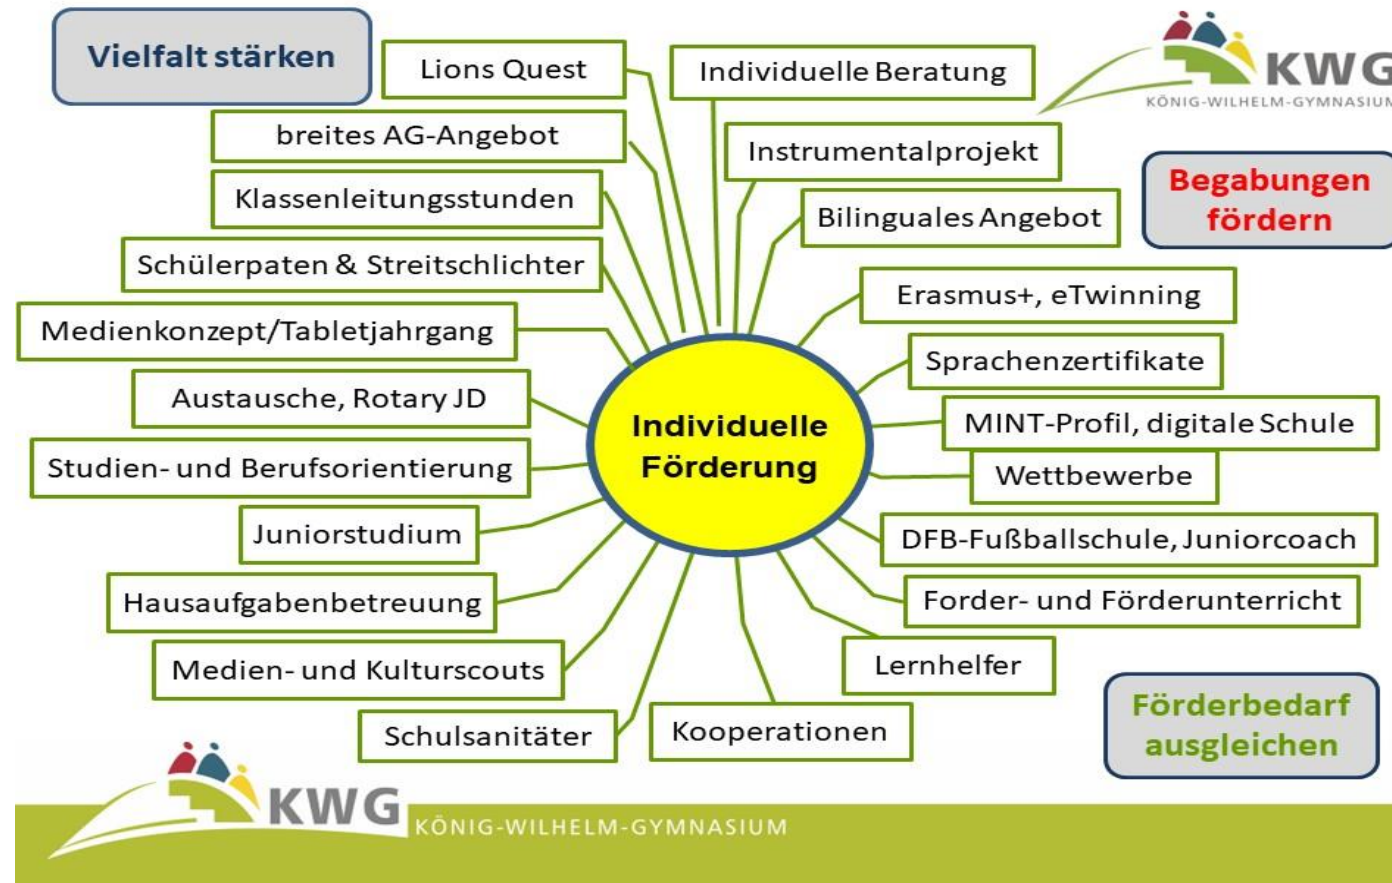 Vielfalt stärken
Lions Quest
Individuelle Beratung
KWG
KÖNIG-WILHELM-GYMNASIUM
breites AG-Angebot
Instrumentalprojekt
Begabungen
fördern
Klassenleitungsstunden
Bilinguales Angebot
Schülerpaten & Streitschlichter
Erasmus+, eTwinning
Medienkonzept/Tabletjahrgang
Sprachenzertifikate
Austausche, Rotary JD
MINT-Profil, digitale Schule
Individuelle
Förderung
Studien- und Berufsorientierung
Wettbewerbe
Juniorstudium
DFB-Fußballschule, Juniorcoach
Hausaufgabenbetreuung
Forder- und Förderunterricht
Medien- und Kulturscouts
Lernhelfer
Schulsanitäter
Kooperationen
Förderbedarf
ausgleichen
KWG
KÖNIG-WILHELM-GYMNASIUM